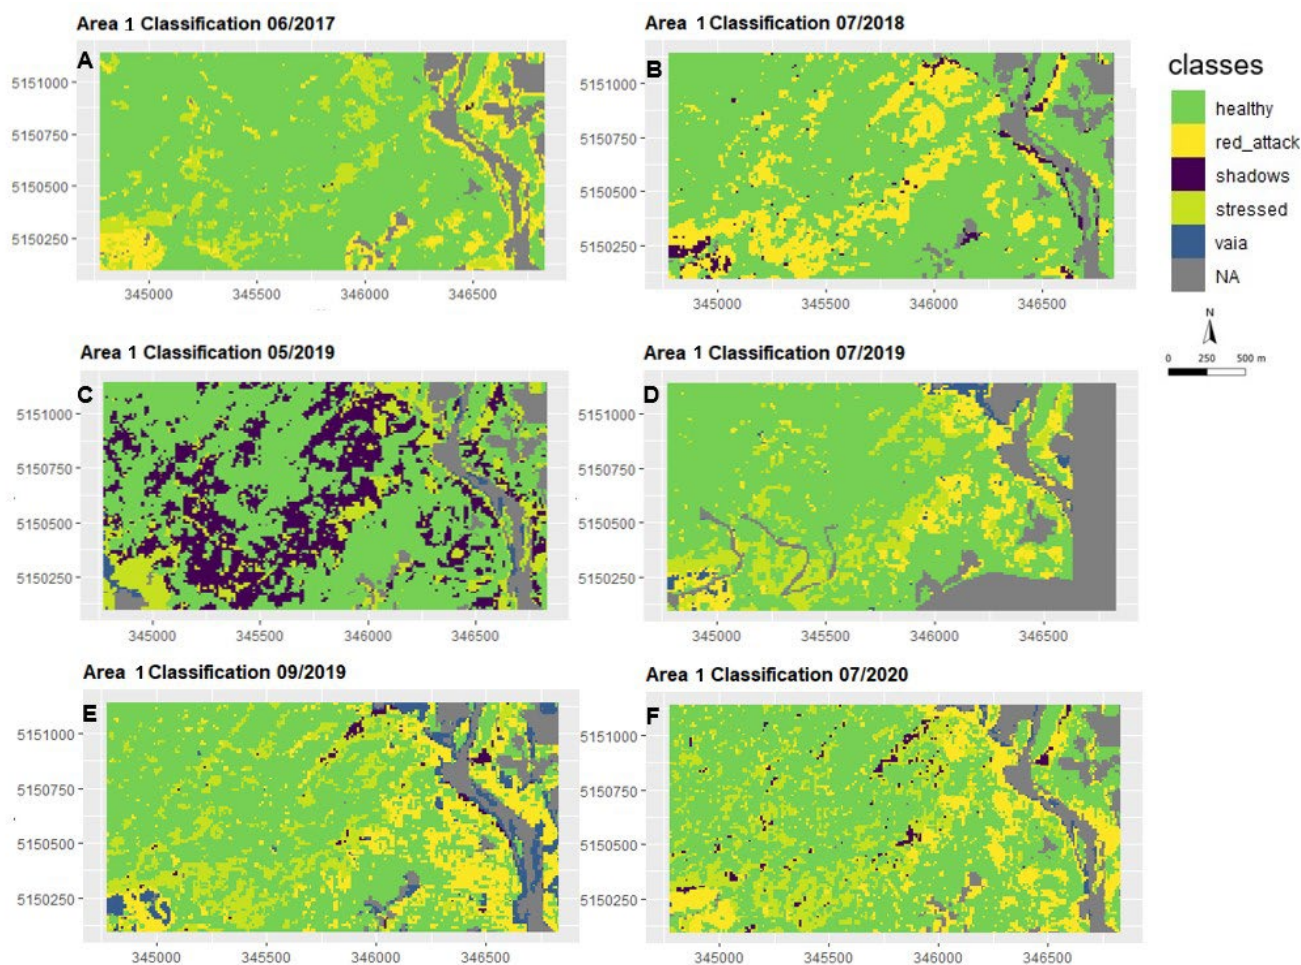 Area 1 Classification 06/2017
A
5151000
5150750
5150500
5150250
345000 345500 346000 346500
Area 1 Classification 07/2018
B
5151000
5150750
5150500
5150250
345000 345500 346000 346500
classes
healthy
red_attack
shadows
stressed
vaia
NA
N
0 250 500 m
Area 1 Classification 05/2019
C
5151000
5150750
5150500
5150250
345000 345500 346000 346500
Area 1 Classification 07/2019
D
5151000
5150750
5150500
5150250
345000 345500 346000 346500
Area 1 Classification 09/2019
E
5151000
5150750
5150500
5150250
345000 345500 346000 346500
Area 1 Classification 07/2020
F
5151000
5150750
5150500
5150250
345000 345500 346000 346500